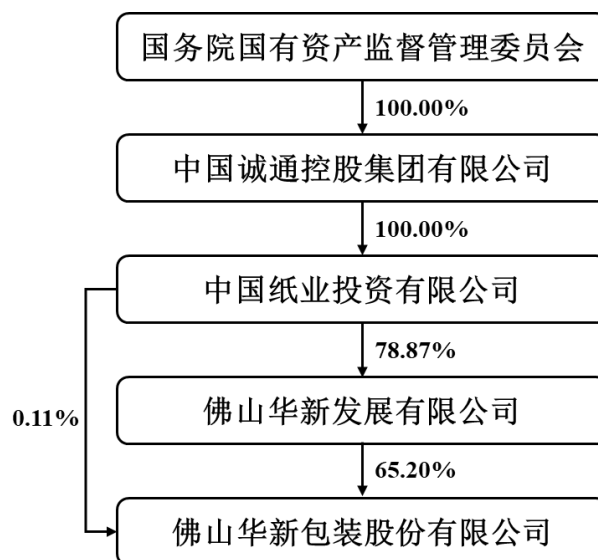 国务院国有资产监督管理委员会
100.00%
中国诚通控股集团有限公司
100.00%
中国纸业投资有限公司
78.87%
佛山华新发展有限公司
0.11%
65.20%
佛山华新包装股份有限公司